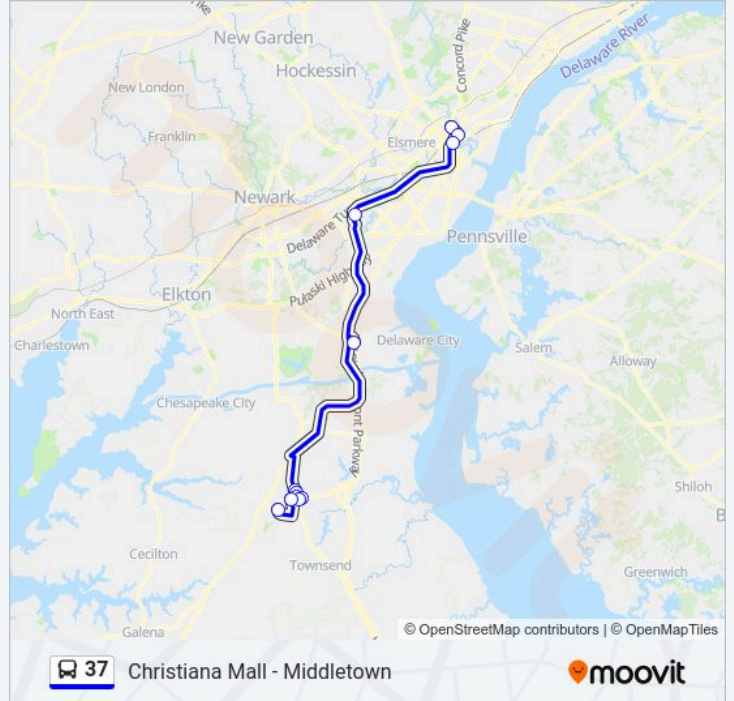 ike
New Garden
Hockessin
Concord Pike
Delaware River
New London
Franklin
Elsmere
Newark
Delaware Tu
Pennsville
Pulaski Highway
Elkton
North East
Charlestown
Delaware City
Salem
Alloway
Chesapeake City
ont Parkway
Shiloh
B
Cecilton
Townsend
Greenwich
Galena
© OpenStreetMap contributors | © OpenMapTiles
37 Christiana Mall - Middletown
moovit